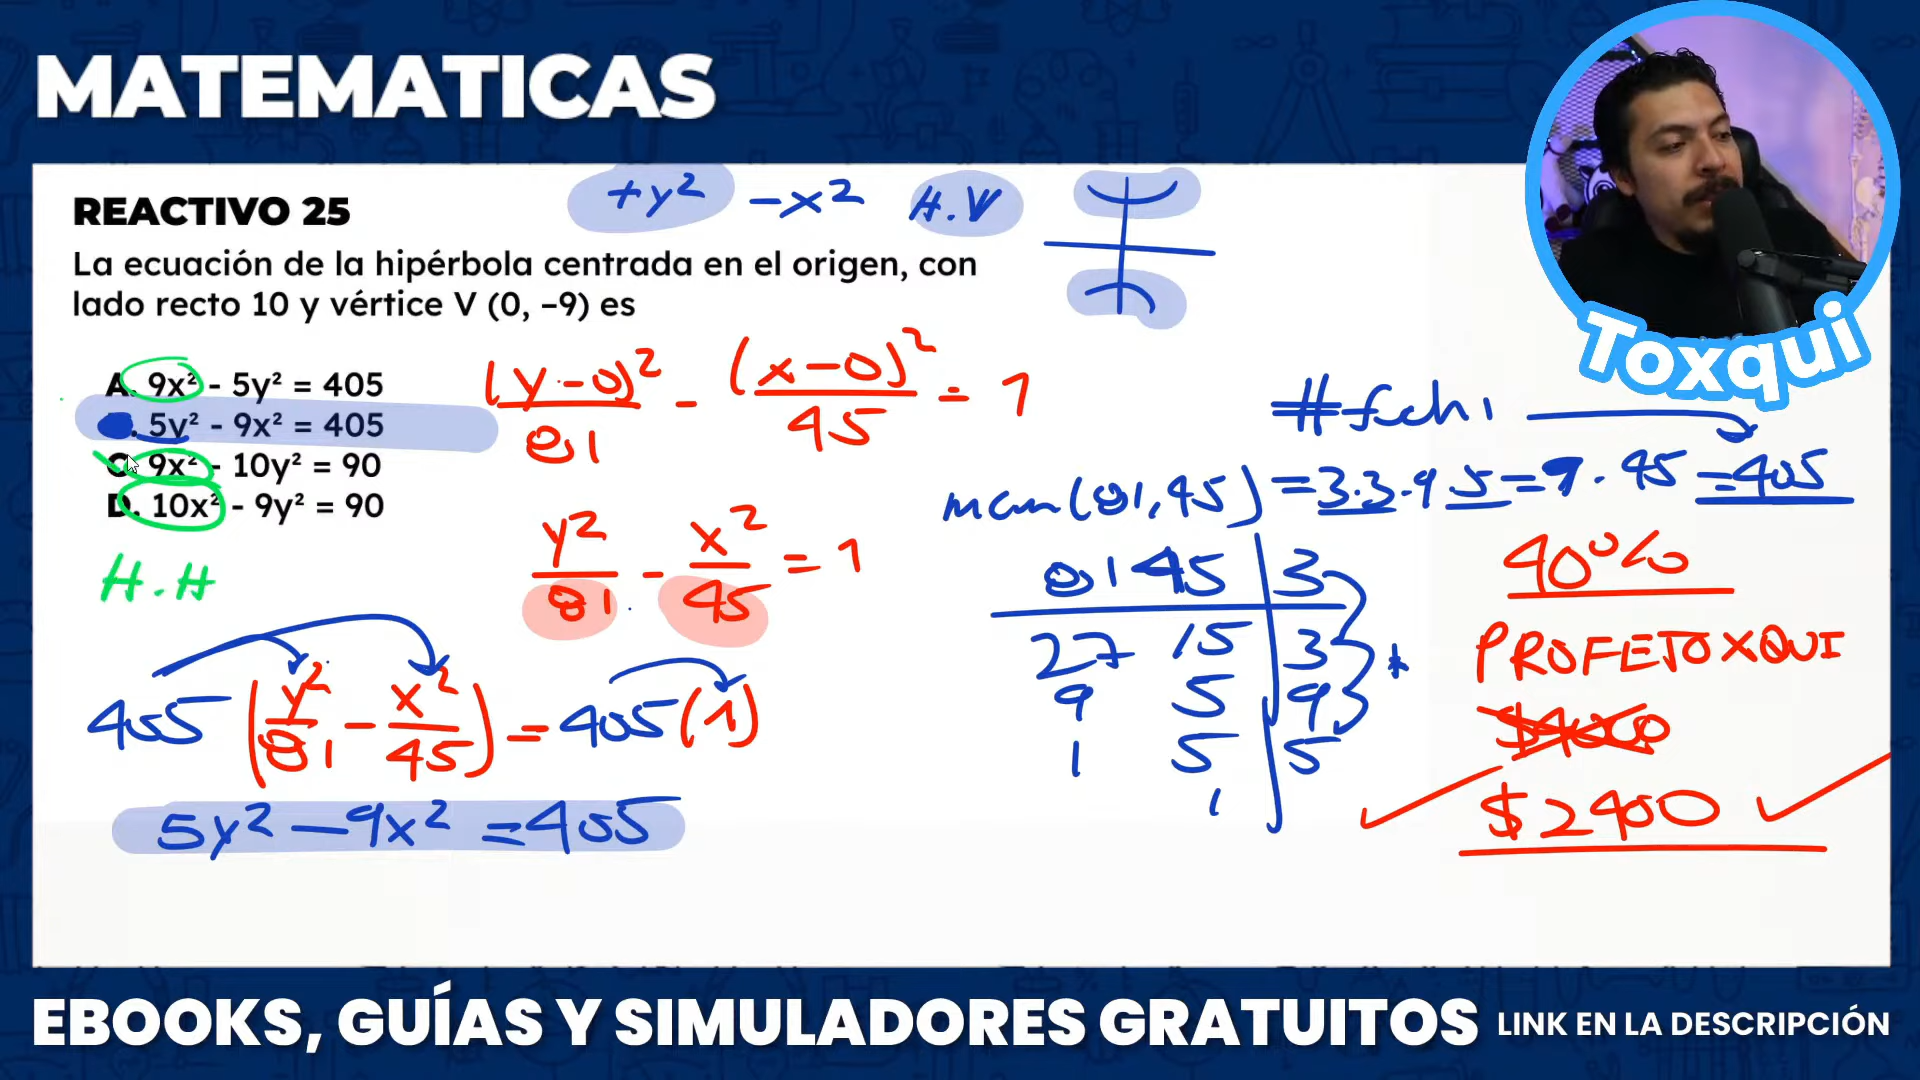 MATEMATICAS
Toxqui
REACTIVO 25
+y² -x² H.V
La ecuación de la hipérbola centrada en el origen, con
lado recto 10 y vértice V (0, –9) es
A. 9x² - 5y² = 405
5y² - 9x² = 405
C. 9x² - 10y² = 90
D. 10x² - 9y² = 90
H.H
(y-0)²/81 - (x-0)²/45 = 1
y²/81 - x²/45 = 1
405 (y²/81 - x²/45) = 405 (1)
5y² - 9x² = 405
mcm(81,45) = 3·3·9·5 = 9·45 = 405
81 45 | 3
27 15 | 3
9 5 | 9
1 5 | 5
1
40%
PROFETOXQUI
$4000
$2400
EBOOKS, GUÍAS Y SIMULADORES GRATUITOS LINK EN LA DESCRIPCIÓN